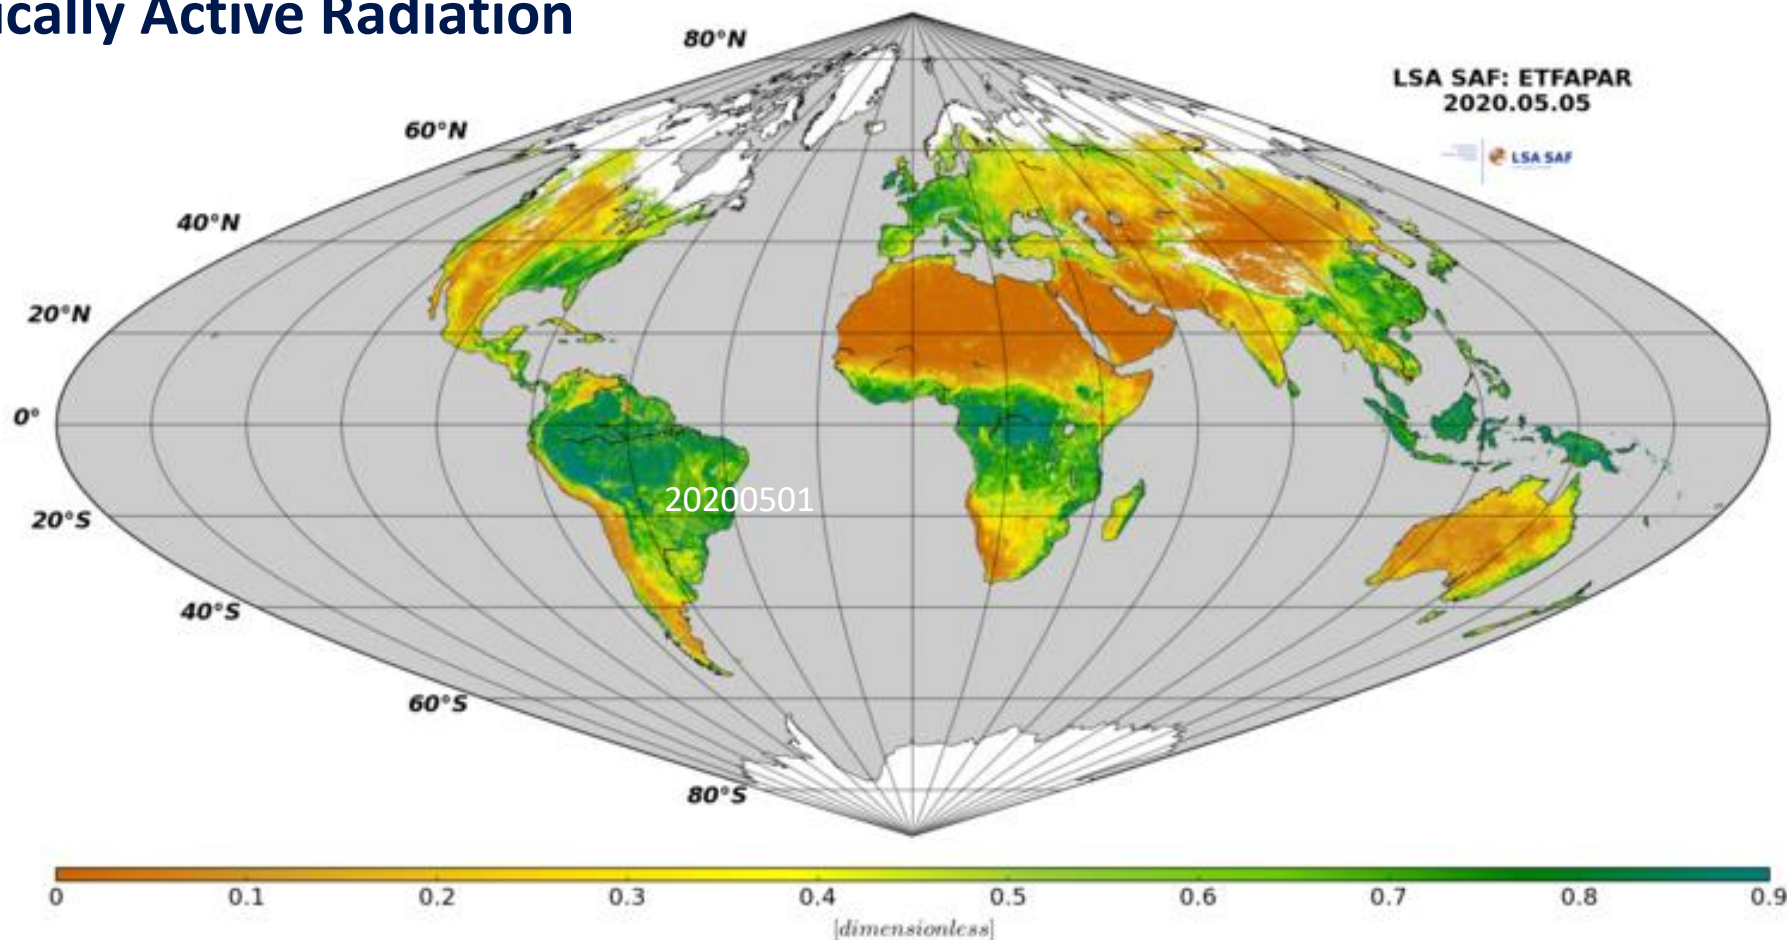 ically Active Radiation
80°N
LSA SAF: ETFAPAR
2020.05.05
60°N
LSA SAF
40°N
20°N
0°
20200501
20°S
40°S
60°S
80°S
0 0.1 0.2 0.3 0.4 0.5 0.6 0.7 0.8 0.9
[dimensionless]